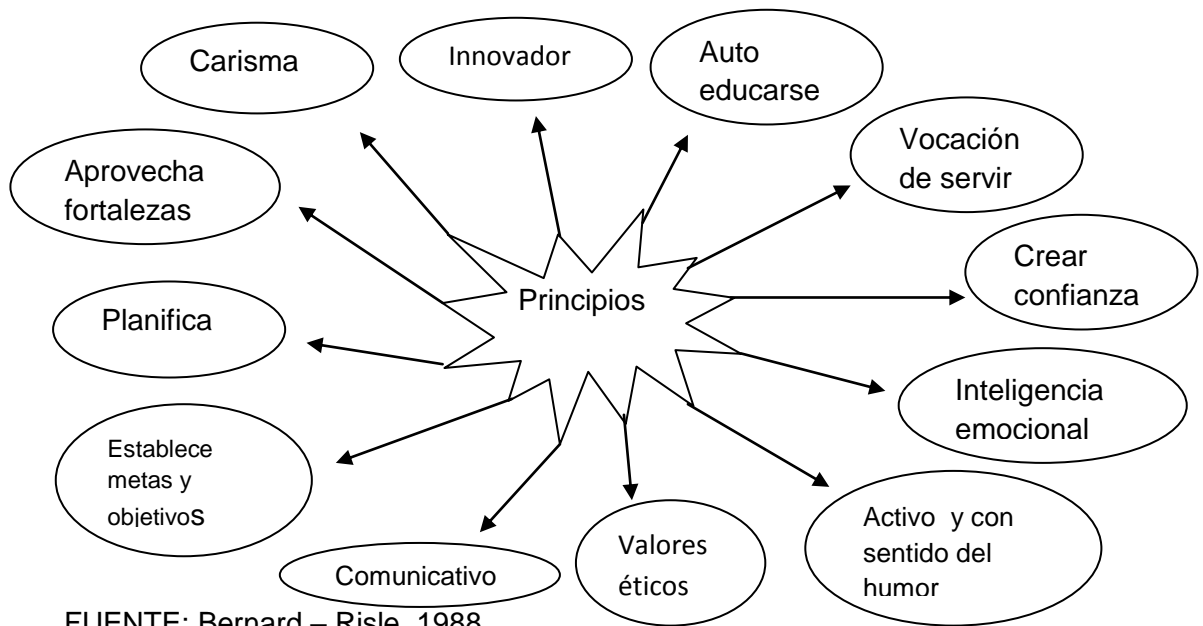 Carisma
Innovador
Auto
educarse
Vocación
de servir
Aprovecha
fortalezas
Crear
confianza
Principios
Planifica
Inteligencia
emocional
Establece
metas y
objetivos
Activo y con
sentido del
humor
Valores
éticos
Comunicativo
FUENTE: Bernard – Risle, 1988